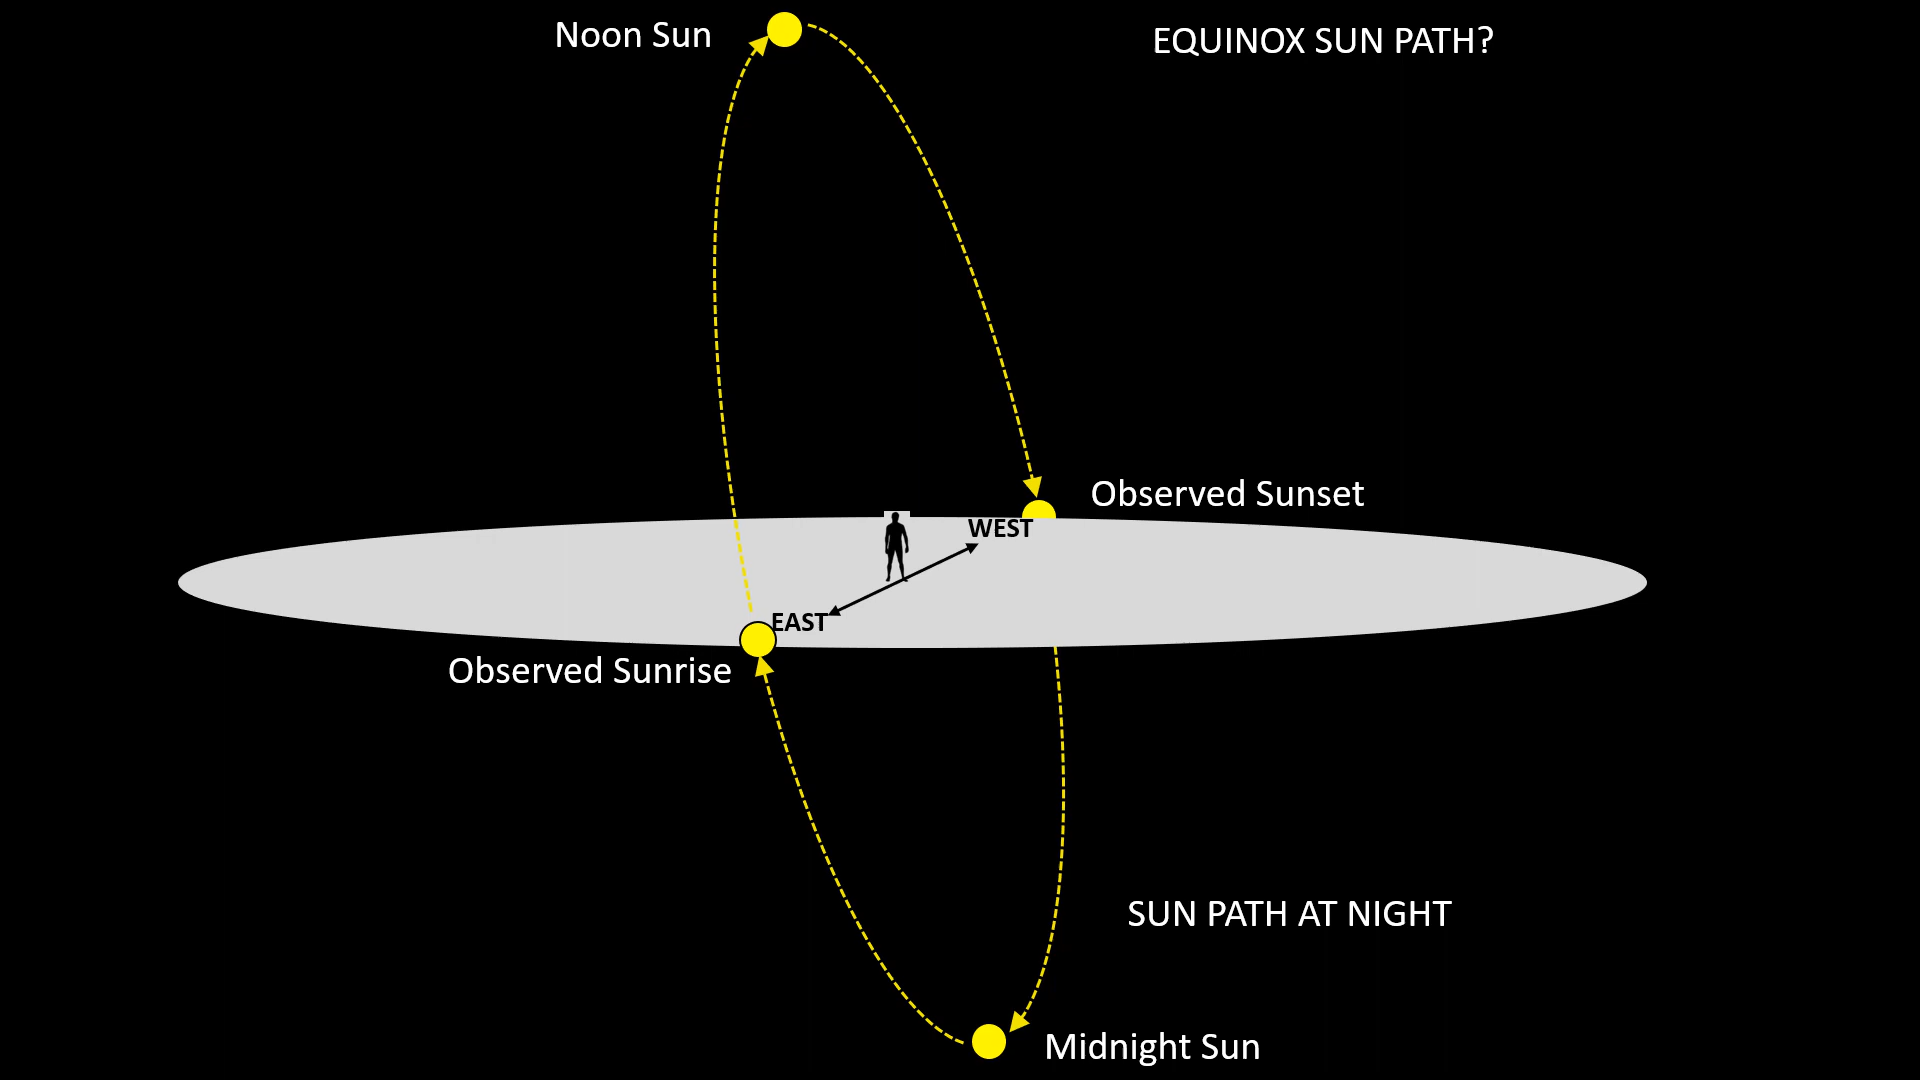 Noon Sun
EQUINOX SUN PATH?
Observed Sunset
WEST
EAST
Observed Sunrise
SUN PATH AT NIGHT
Midnight Sun